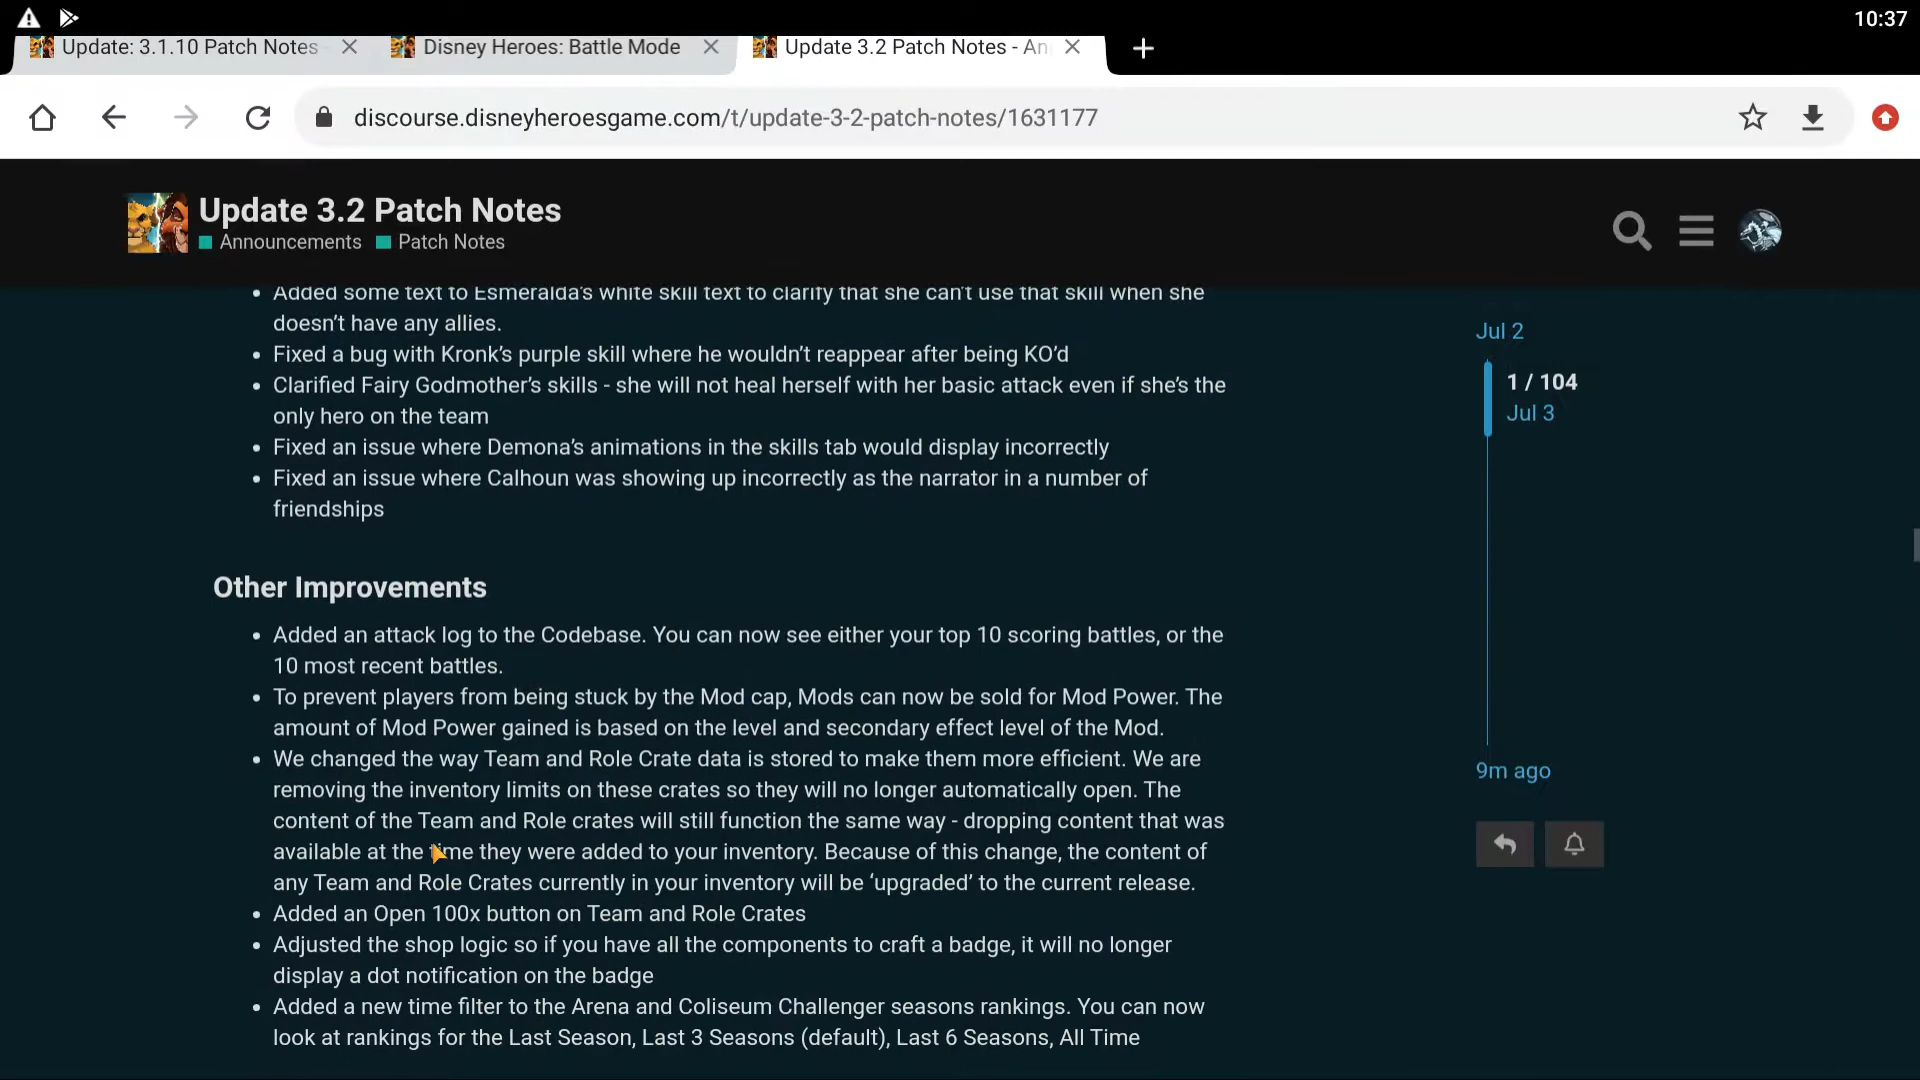 10:37
Update: 3.1.10 Patch Notes -
Disney Heroes: Battle Mode
Update 3.2 Patch Notes - An
discourse.disneyheroesgame.com/t/update-3-2-patch-notes/1631177
Update 3.2 Patch Notes
Announcements Patch Notes
• Added some text to Esmeralda's white skill text to clarify that she can't use that skill when she
doesn't have any allies.
• Fixed a bug with Kronk's purple skill where he wouldn't reappear after being KO'd
• Clarified Fairy Godmother's skills - she will not heal herself with her basic attack even if she's the
only hero on the team
• Fixed an issue where Demona's animations in the skills tab would display incorrectly
• Fixed an issue where Calhoun was showing up incorrectly as the narrator in a number of
friendships
Other Improvements
• Added an attack log to the Codebase. You can now see either your top 10 scoring battles, or the
10 most recent battles.
• To prevent players from being stuck by the Mod cap, Mods can now be sold for Mod Power. The
amount of Mod Power gained is based on the level and secondary effect level of the Mod.
• We changed the way Team and Role Crate data is stored to make them more efficient. We are
removing the inventory limits on these crates so they will no longer automatically open. The
content of the Team and Role crates will still function the same way - dropping content that was
available at the time they were added to your inventory. Because of this change, the content of
any Team and Role Crates currently in your inventory will be ‘upgraded’ to the current release.
• Added an Open 100x button on Team and Role Crates
• Adjusted the shop logic so if you have all the components to craft a badge, it will no longer
display a dot notification on the badge
• Added a new time filter to the Arena and Coliseum Challenger seasons rankings. You can now
look at rankings for the Last Season, Last 3 Seasons (default), Last 6 Seasons, All Time
Jul 2
1 / 104
Jul 3
9m ago